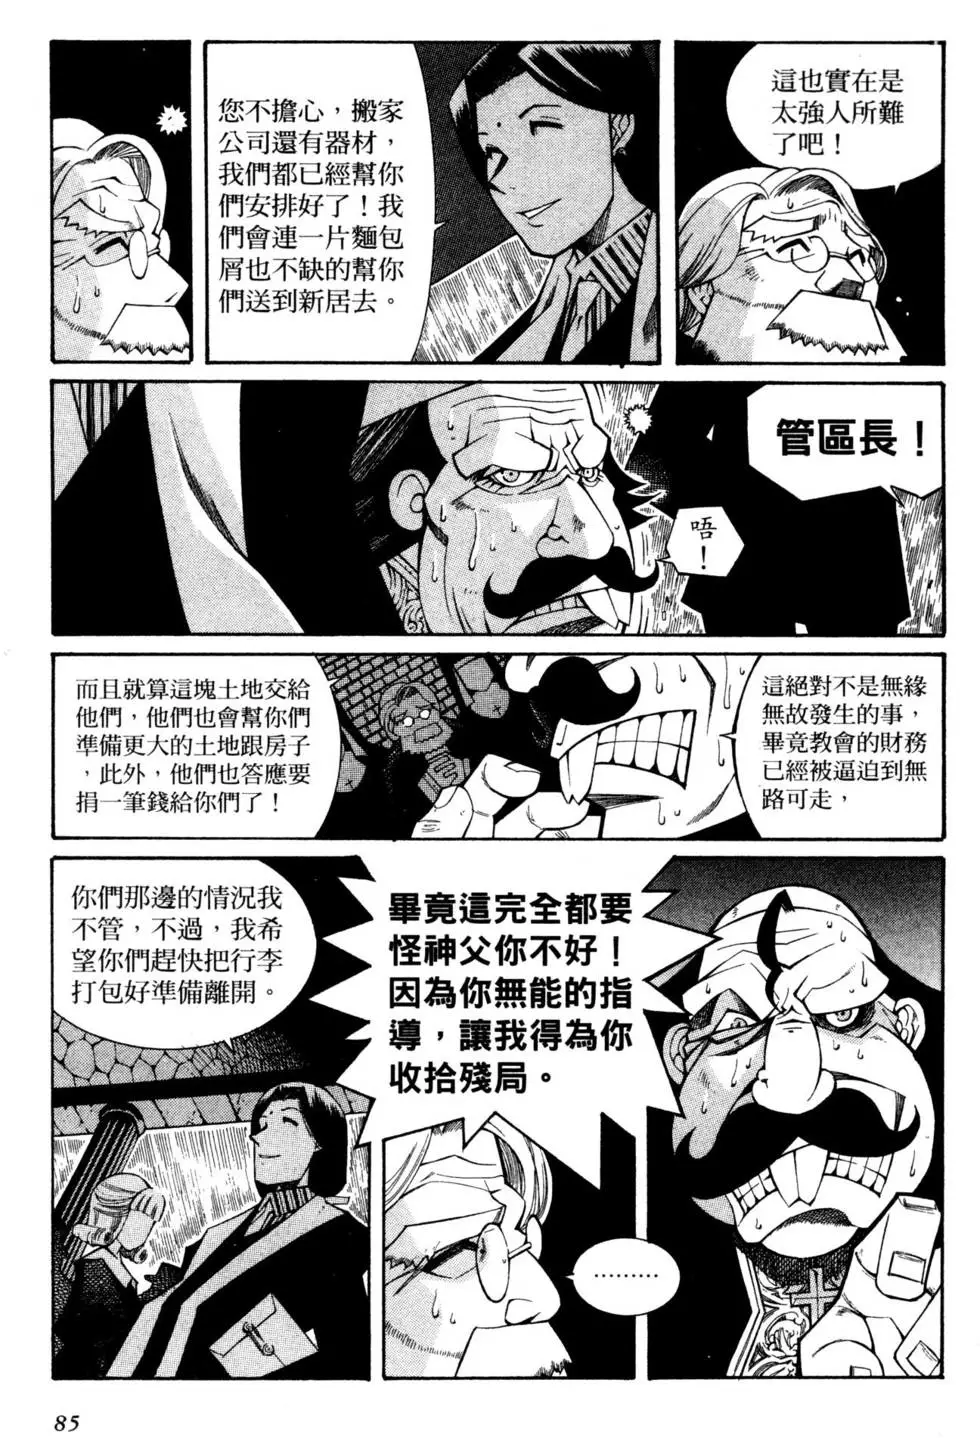 這也實在是
太強人所難
了吧！
您不擔心，搬家
公司還有器材，
我們都已經幫你
們安排好了！我
們會連一片麵包
屑也不缺的幫你
們送到新居去。
管區長！
唔！
這絕對不是無緣
無故發生的事，
畢竟教會的財務
已經被逼迫到無
路可走，
而且就算這塊土地交給
他們，他們也會幫你們
準備更大的土地跟房子
，此外，他們也答應要
捐一筆錢給你們了！
畢竟這完全都要
怪神父你不好！
因為你無能的指
導，讓我得為你
收拾殘局。
………
你們那邊的情況我
不管，不過，我希
望你們趕快把行李
打包好準備離開。
85